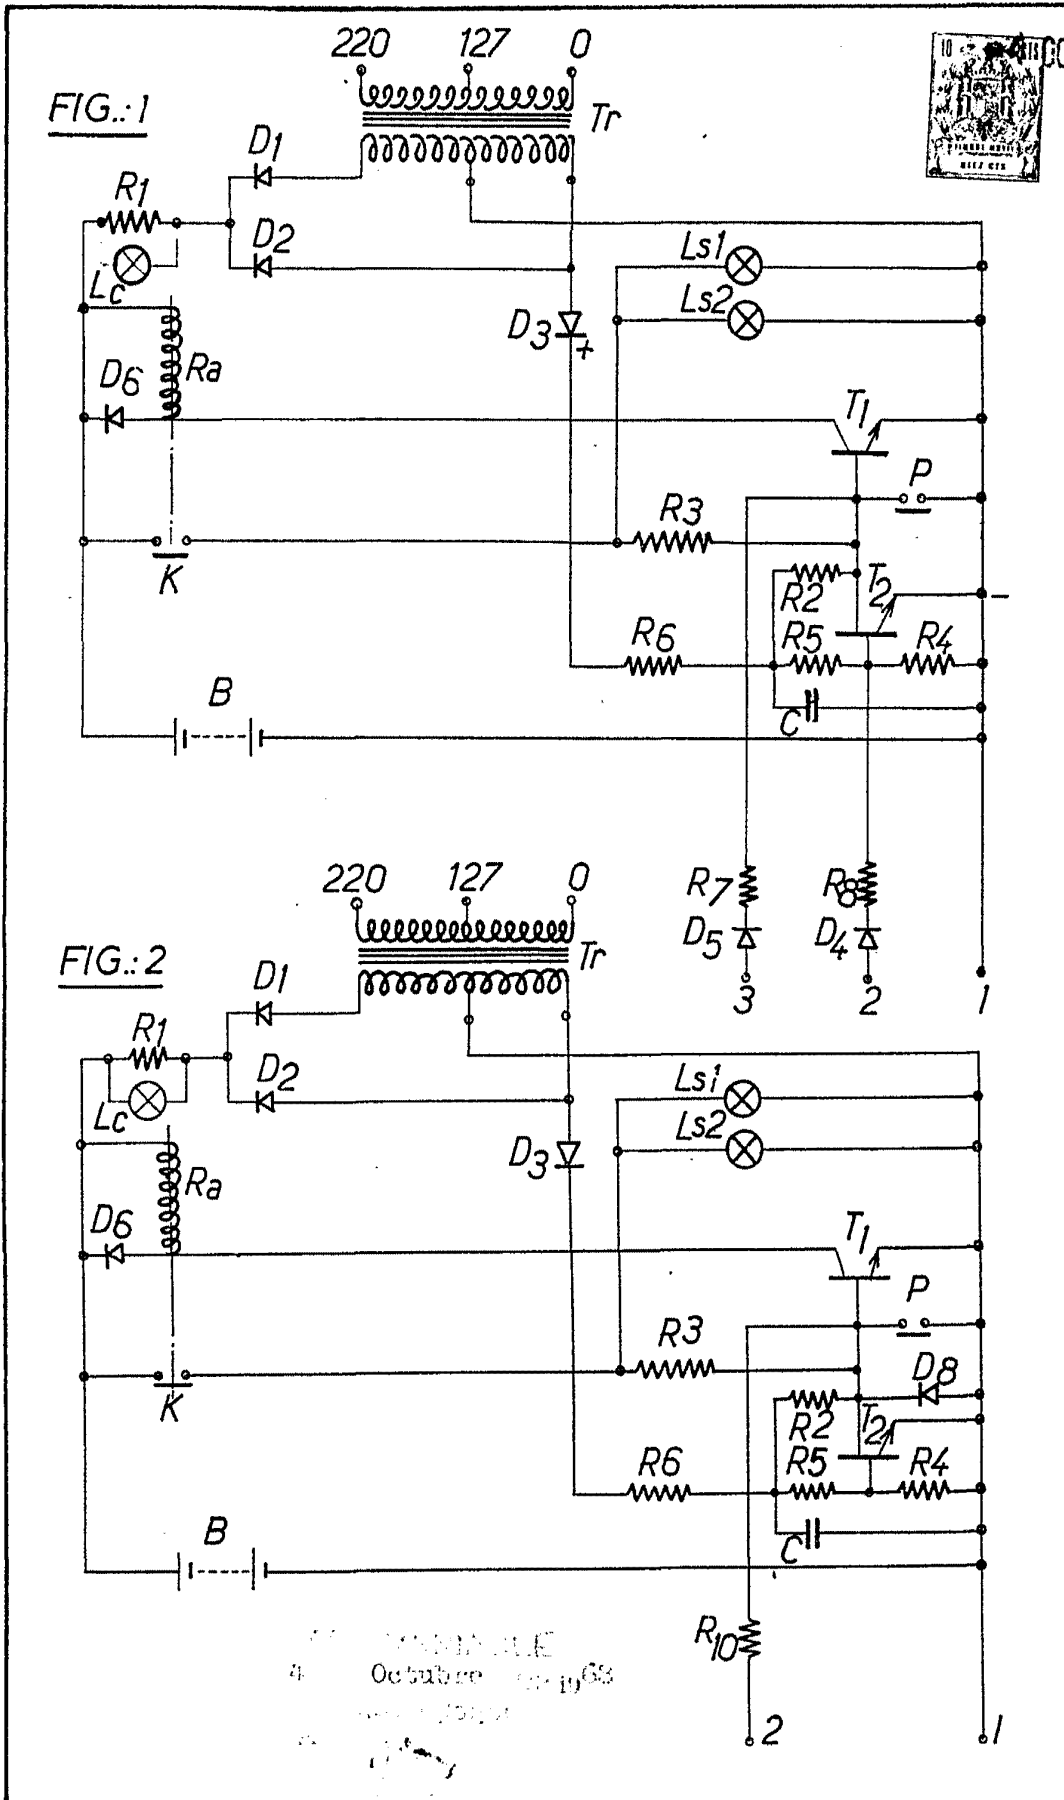 220 127 0
FIG.:1
Tr
D1
R1
D2
Lc
Ls1
Ls2
D3
+
Ra
D6
T1
P
R3
K
R2
T2
–
R6
R5
R4
B
C
R7
R8
D5
D4
3
2
1
220 127 0
FIG.:2
Tr
D1
R1
D2
Lc
Ls1
Ls2
D3
Ra
D6
T1
P
R3
D8
K
R2
T2
R6
R5
R4
B
C
R10
Octubre
68
2
1